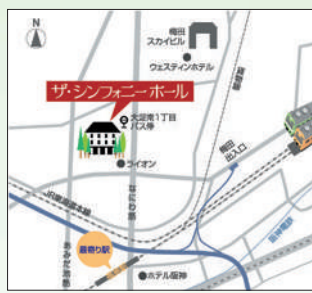 N
梅田
スカイビル
ウェスティンホテル
ザ・シンフォニー ホール
大淀南1丁目
バス停
梅田
出入口
ライオン
JR東海道本線
なにわ筋
あみだ池筋
最寄り駅
ホテル阪神
阪神電鉄